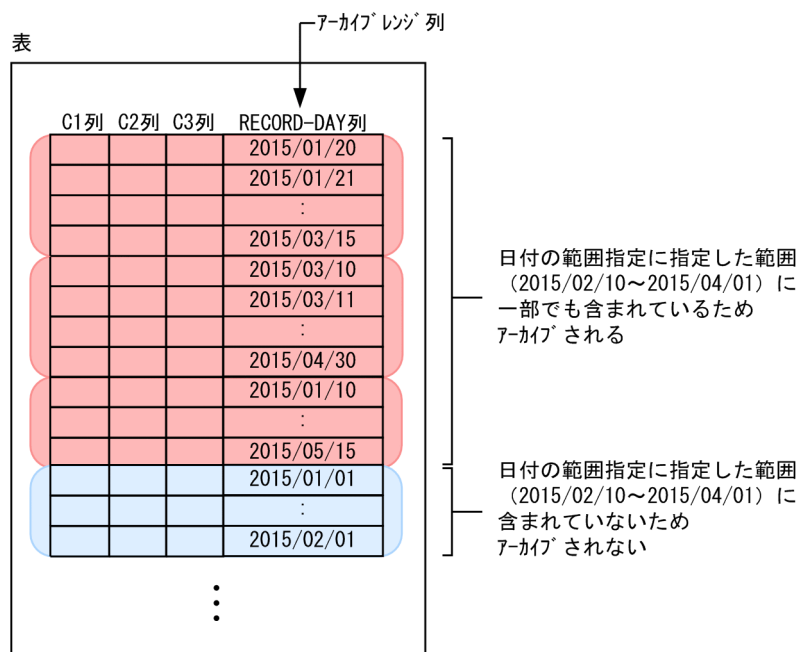 アーカイブレンジ列
表
C1列 C2列 C3列 RECORD-DAY列
2015/01/20
2015/01/21
:
2015/03/15
2015/03/10
2015/03/11
:
2015/04/30
2015/01/10
:
2015/05/15
2015/01/01
:
2015/02/01
日付の範囲指定に指定した範囲
（2015/02/10～2015/04/01）に
一部でも含まれているため
アーカイブされる
日付の範囲指定に指定した範囲
（2015/02/10～2015/04/01）に
含まれていないため
アーカイブされない